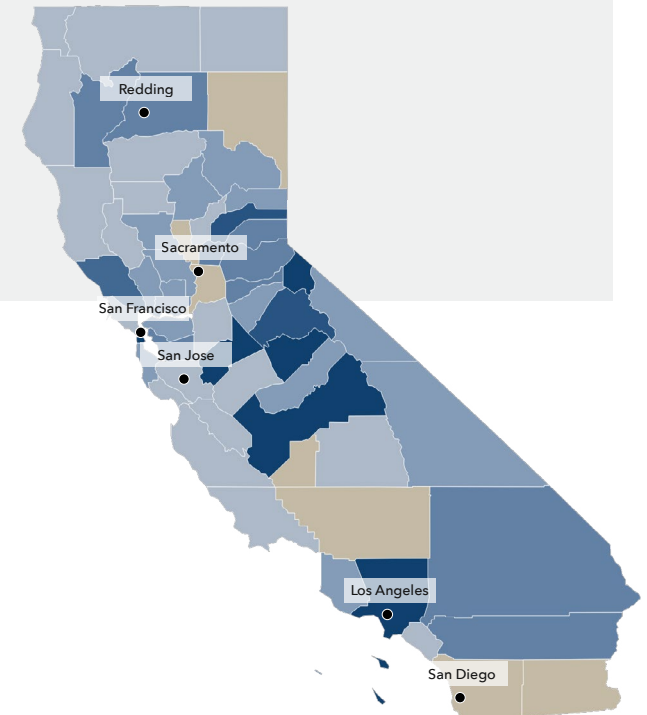 Redding
Sacramento
San Francisco
San Jose
Los Angeles
San Diego